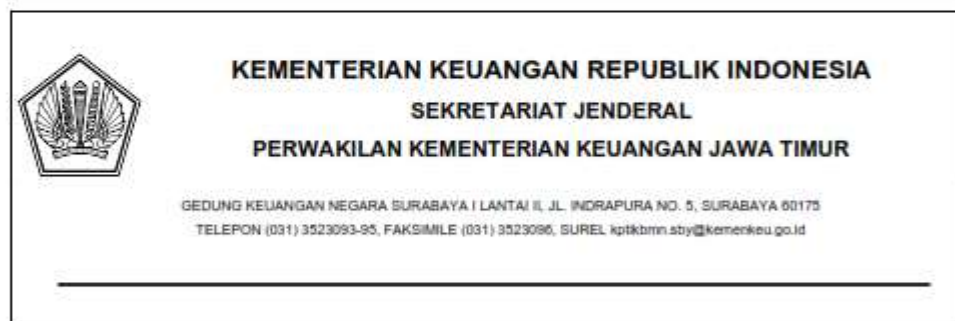 KEMENTERIAN KEUANGAN REPUBLIK INDONESIA
SEKRETARIAT JENDERAL
PERWAKILAN KEMENTERIAN KEUANGAN JAWA TIMUR
GEDUNG KEUANGAN NEGARA SURABAYA I LANTAI II, JL. INDRAPURA NO. 5, SURABAYA 60175
TELEPON (031) 3523093-95, FAKSIMILE (031) 3523096, SUREL kptikbmn.sby@kemenkeu.go.id